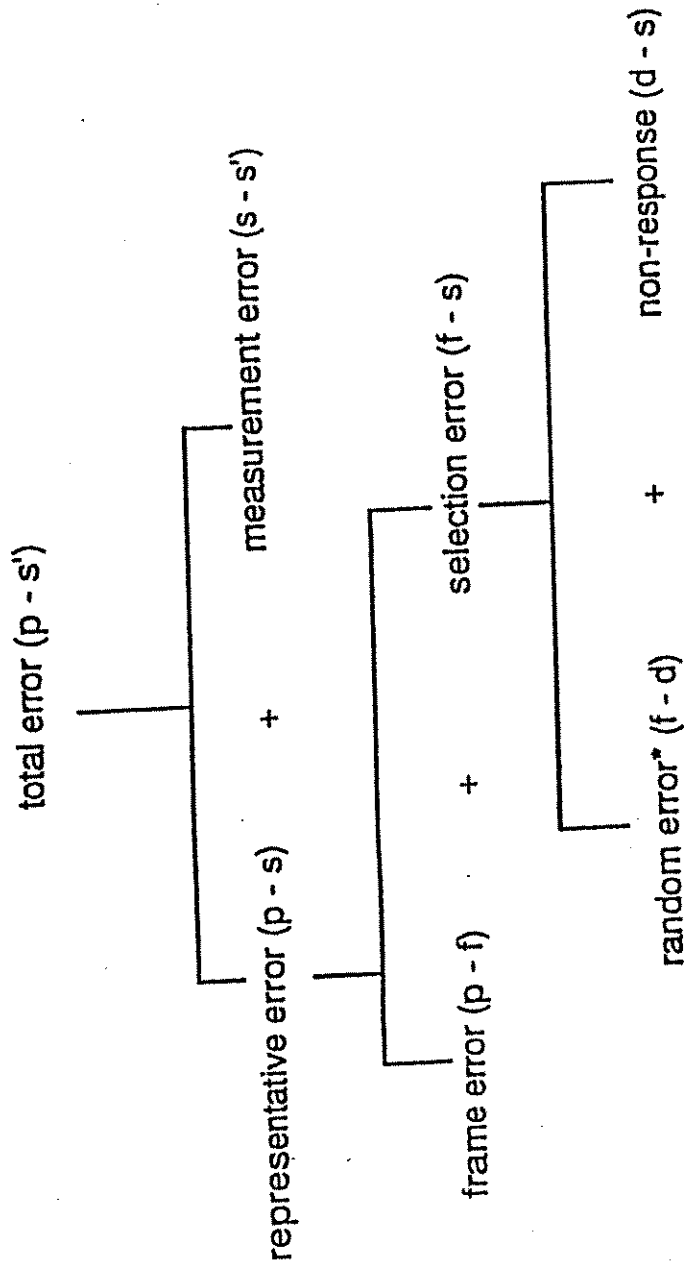 total error (p - s')
representative error (p - s) + measurement error (s - s')
frame error (p - f) + selection error (f - s)
random error* (f - d) + non-response (d - s)